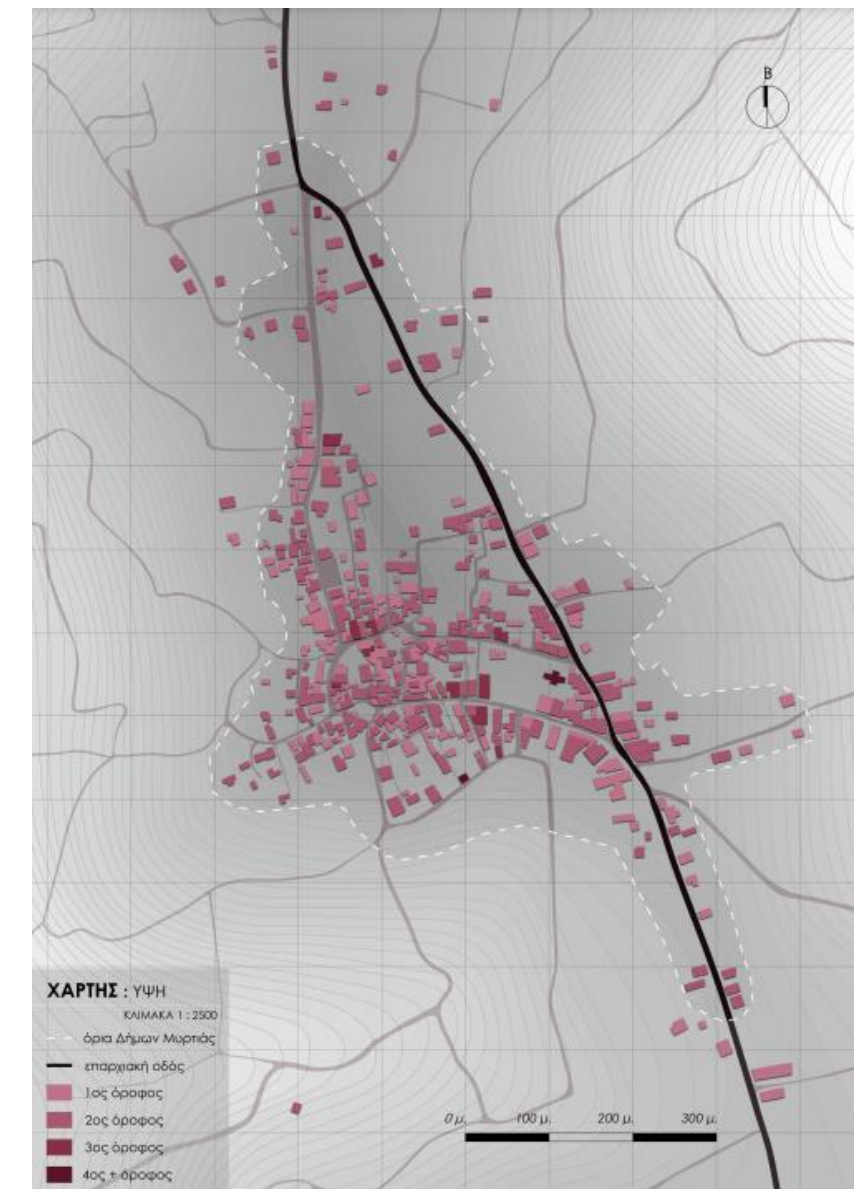 Β
ΧΑΡΤΗΣ : ΥΨΗ
ΚΛΙΜΑΚΑ 1 : 2500
όρια Δήμων Μυρτιάς
επαρχιακή οδός
1ος όροφος
2ος όροφος
3ος όροφος
4ος + όροφος
0 μ. 100 μ. 200 μ. 300 μ.